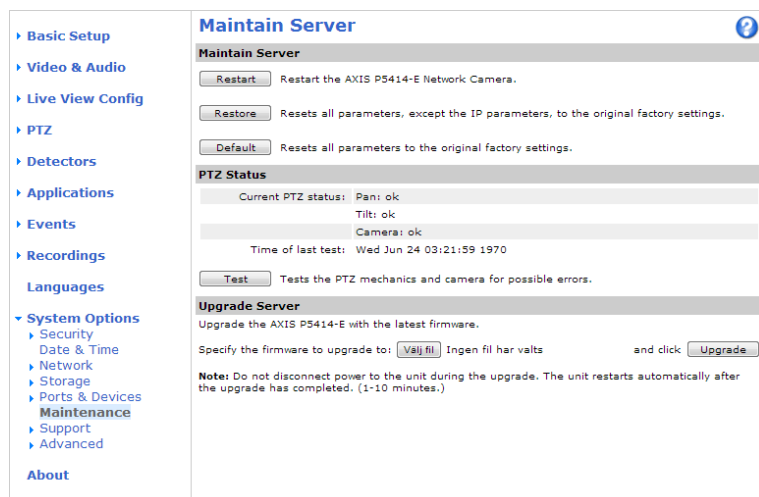 Basic Setup
Video & Audio
Live View Config
PTZ
Detectors
Applications
Events
Recordings
Languages
System Options
Security
Date & Time
Network
Storage
Ports & Devices
Maintenance
Support
Advanced
About
Maintain Server
?
Maintain Server
Restart Restart the AXIS P5414-E Network Camera.
Restore Resets all parameters, except the IP parameters, to the original factory settings.
Default Resets all parameters to the original factory settings.
PTZ Status
Current PTZ status: Pan: ok
Tilt: ok
Camera: ok
Time of last test: Wed Jun 24 03:21:59 1970
Test Tests the PTZ mechanics and camera for possible errors.
Upgrade Server
Upgrade the AXIS P5414-E with the latest firmware.
Specify the firmware to upgrade to: Välj fil Ingen fil har valts and click Upgrade
Note: Do not disconnect power to the unit during the upgrade. The unit restarts automatically after
the upgrade has completed. (1-10 minutes.)